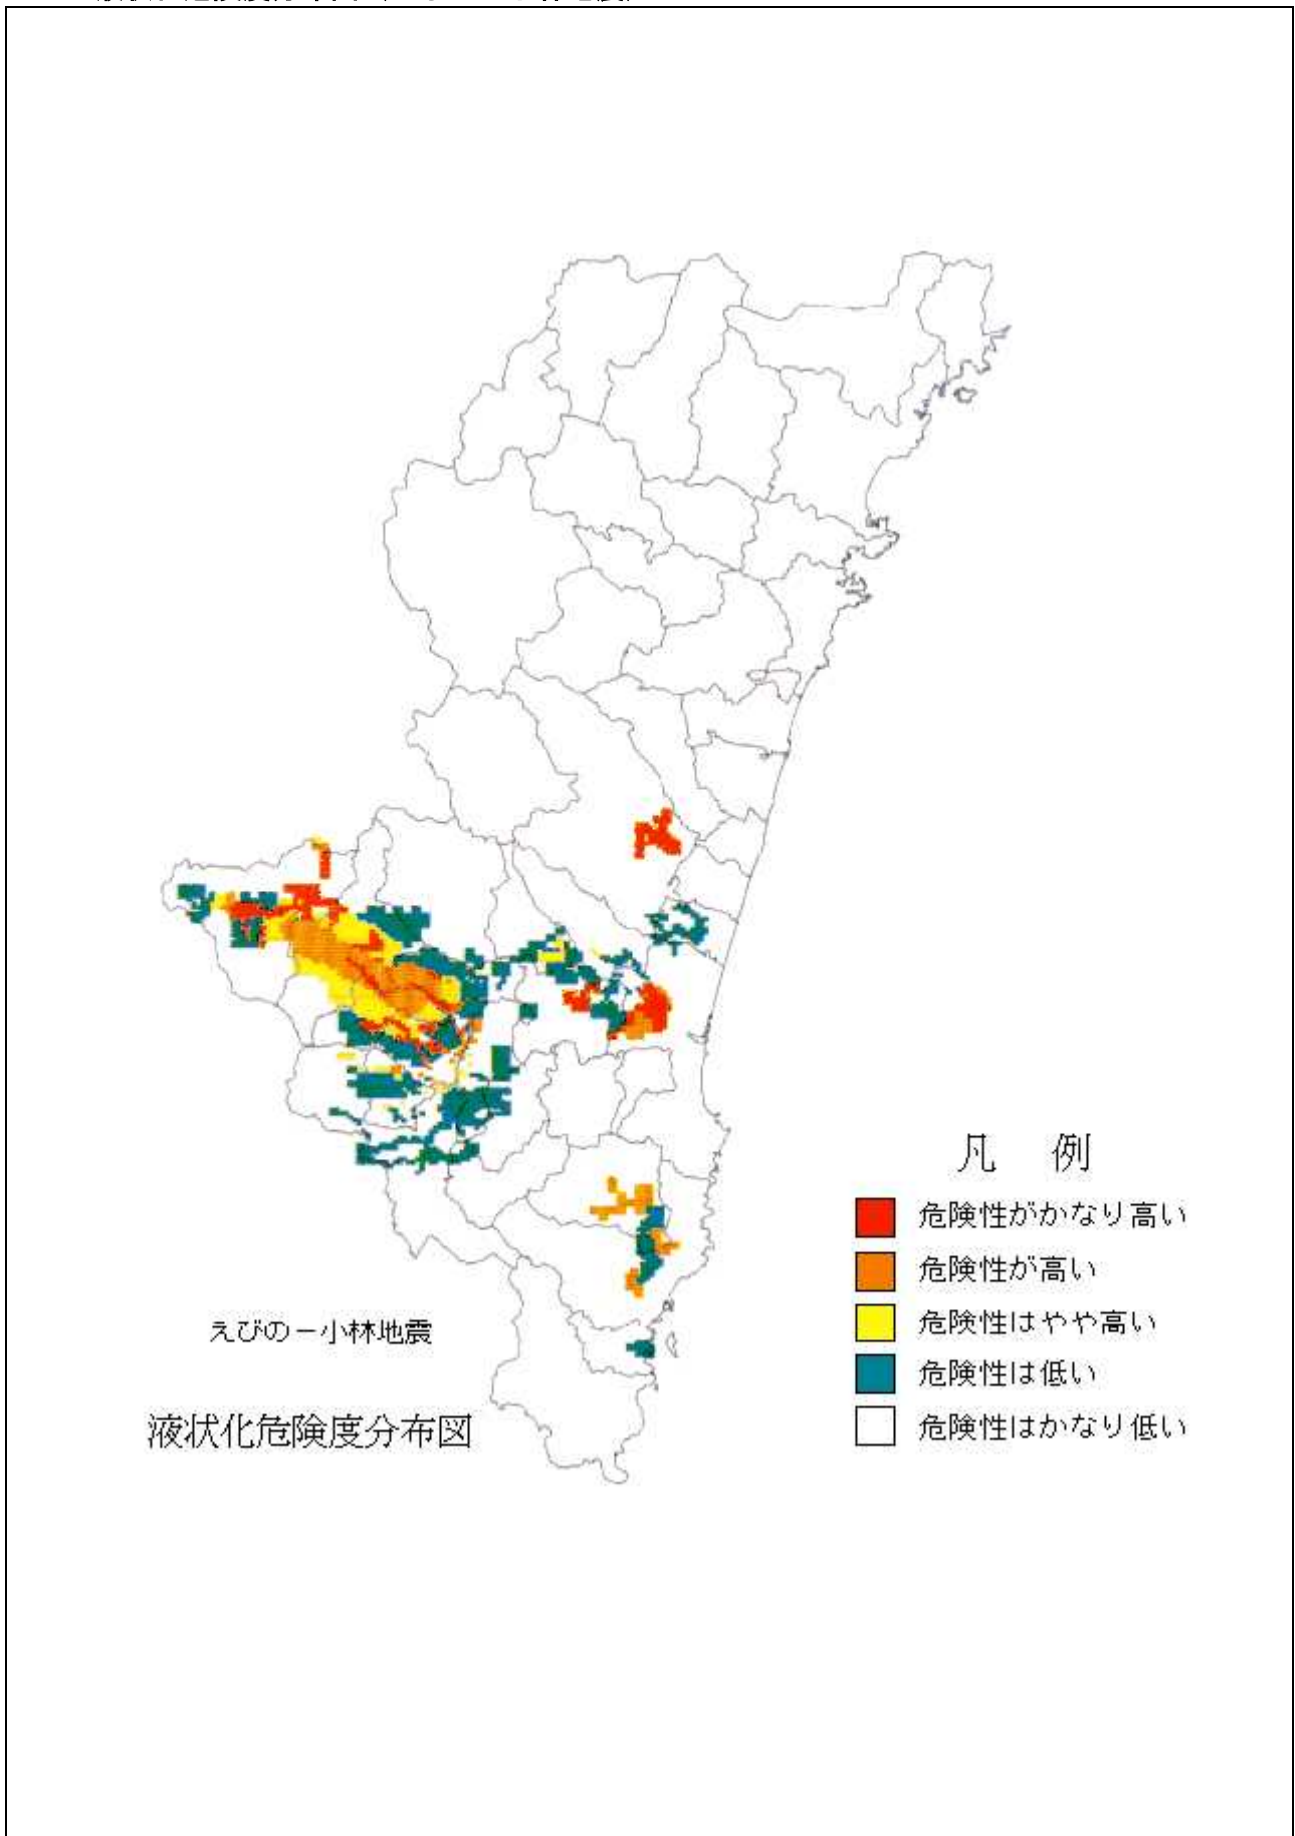 凡 例
危険性がかなり高い
危険性が高い
危険性はやや高い
危険性は低い
危険性はかなり低い
えびの－小林地震
液状化危険度分布図